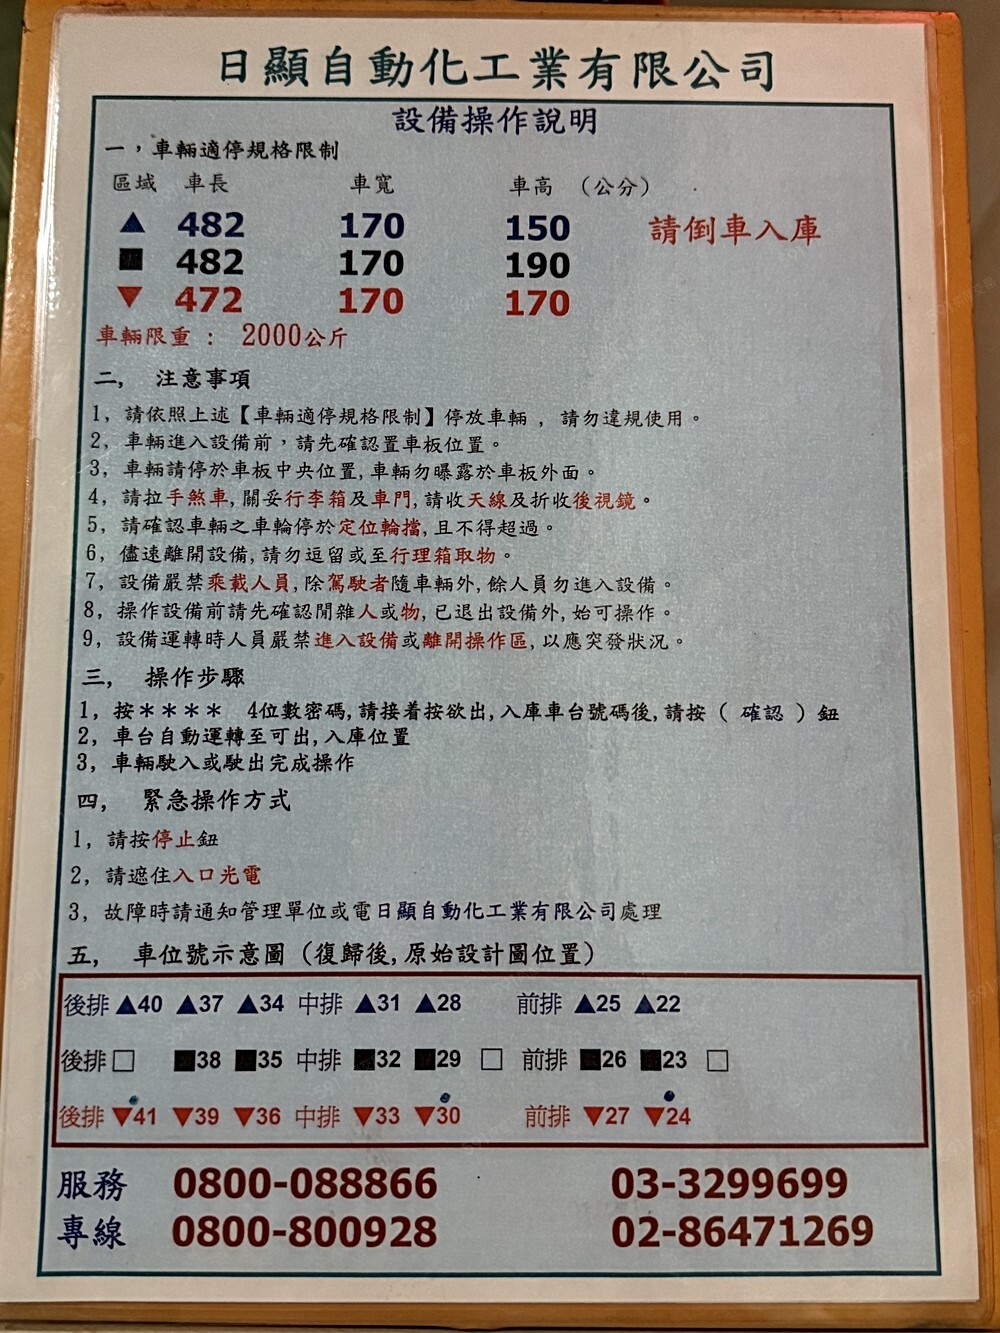 日顯自動化工業有限公司
設備操作說明
一，車輛適停規格限制
區域 車長 車寬 車高 （公分）
▲ 482 170 150 請倒車入庫
■ 482 170 190
▼ 472 170 170
車輛限重： 2000公斤
二, 注意事項
1, 請依照上述【車輛適停規格限制】停放車輛 , 請勿違規使用。
2, 車輛進入設備前，請先確認置車板位置。
3, 車輛請停於車板中央位置,車輛勿曝露於車板外面。
4, 請拉手煞車,關妥行李箱及車門,請收天線及折收後視鏡。
5, 請確認車輛之車輪停於定位輪擋,且不得超過。
6, 儘速離開設備,請勿逗留或至行理箱取物。
7, 設備嚴禁乘載人員,除駕駛者隨車輛外,餘人員勿進入設備。
8, 操作設備前請先確認閒雜人或物,已退出設備外,始可操作。
9, 設備運轉時人員嚴禁進入設備或離開操作區,以應突發狀況。
三, 操作步驟
1, 按＊＊＊＊ 4位數密碼,請接着按欲出,入庫車台號碼後,請按（ 確認 ）鈕
2, 車台自動運轉至可出,入庫位置
3, 車輛駛入或駛出完成操作
四, 緊急操作方式
1, 請按停止鈕
2, 請遮住入口光電
3, 故障時請通知管理單位或電日顯自動化工業有限公司處理
五, 車位號示意圖（復歸後,原始設計圖位置）
後排 ▲40 ▲37 ▲34 中排 ▲31 ▲28 前排 ▲25 ▲22
後排 □ ■38 ■35 中排 ■32 ■29 □ 前排 ■26 ■23 □
後排 ▼41 ▼39 ▼36 中排 ▼33 ▼30 前排 ▼27 ▼24
服務 0800-088866 03-3299699
專線 0800-800928 02-86471269